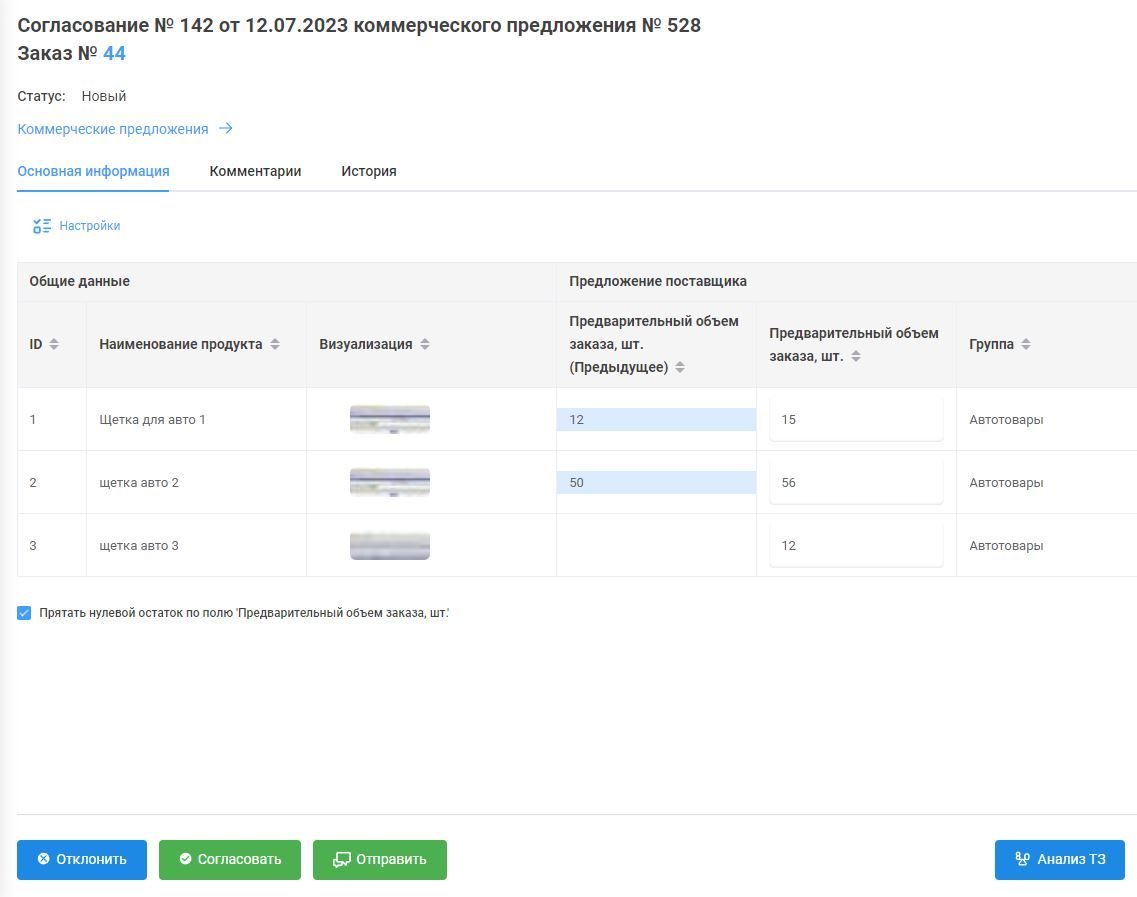 Согласование № 142 от 12.07.2023 коммерческого предложения № 528
Заказ № 44
Статус: Новый
Коммерческие предложения
Основная информация Комментарии История
Настройки
Общие данные Предложение поставщика
ID Наименование продукта Визуализация
Предварительный объем
заказа, шт.
(Предыдущее)
Предварительный объем
заказа, шт.
Группа
1 Щетка для авто 1 12 15 Автотовары
2 щетка авто 2 50 56 Автотовары
3 щетка авто 3 12 Автотовары
Прятать нулевой остаток по полю 'Предварительный объем заказа, шт.'
Отклонить Согласовать Отправить Анализ ТЗ